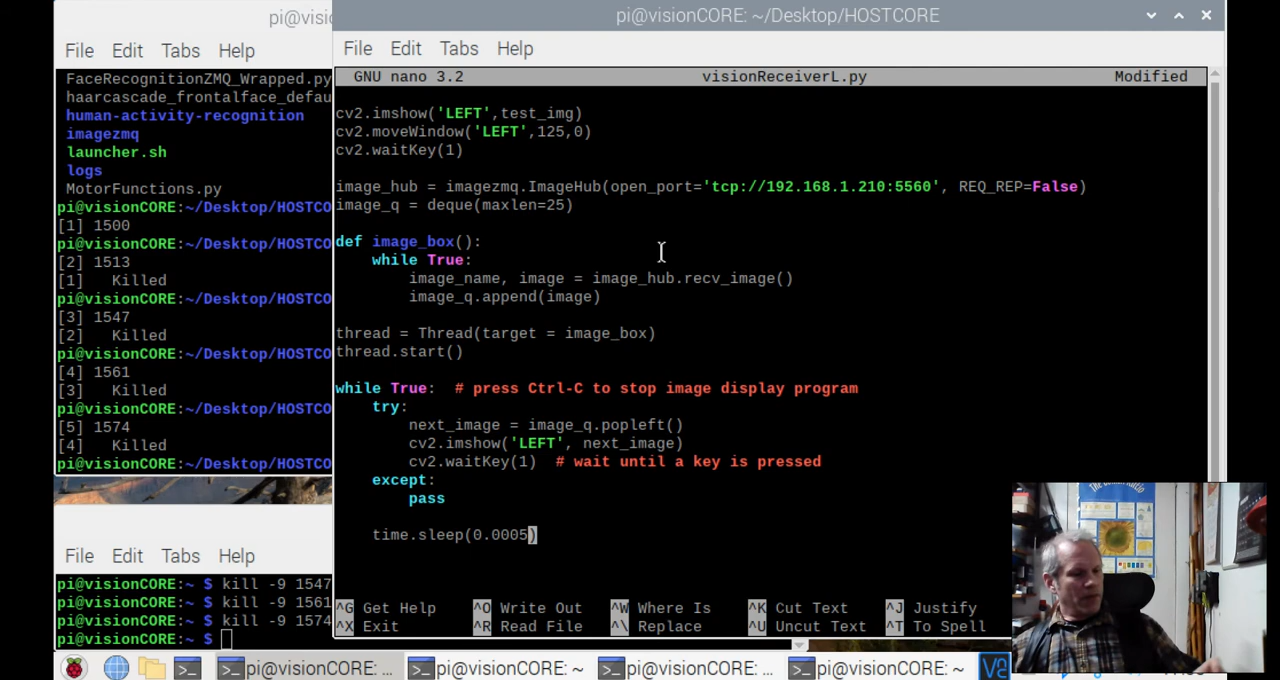 pi@visi
File Edit Tabs Help
FaceRecognitionZMQ_Wrapped.py
haarcascade_frontalface_defau
human-activity-recognition
imagezmq
launcher.sh
logs
MotorFunctions.py
pi@visionCORE:~/Desktop/HOSTCO
[1] 1500
pi@visionCORE:~/Desktop/HOSTCO
[2] 1513
[1]   Killed
pi@visionCORE:~/Desktop/HOSTCO
[3] 1547
[2]   Killed
pi@visionCORE:~/Desktop/HOSTCO
[4] 1561
[3]   Killed
pi@visionCORE:~/Desktop/HOSTCO
[5] 1574
[4]   Killed
pi@visionCORE:~/Desktop/HOSTCO
File Edit Tabs Help
pi@visionCORE:~ $ kill -9 1547
pi@visionCORE:~ $ kill -9 1561
pi@visionCORE:~ $ kill -9 1574
pi@visionCORE:~ $
pi@visionCORE: ~/Desktop/HOSTCORE
File Edit Tabs Help
GNU nano 3.2 visionReceiverL.py Modified
cv2.imshow('LEFT',test_img)
cv2.moveWindow('LEFT',125,0)
cv2.waitKey(1)
image_hub = imagezmq.ImageHub(open_port='tcp://192.168.1.210:5560', REQ_REP=False)
image_q = deque(maxlen=25)
def image_box():
    while True:
        image_name, image = image_hub.recv_image()
        image_q.append(image)
thread = Thread(target = image_box)
thread.start()
while True:  # press Ctrl-C to stop image display program
    try:
        next_image = image_q.popleft()
        cv2.imshow('LEFT', next_image)
        cv2.waitKey(1)  # wait until a key is pressed
    except:
        pass
    time.sleep(0.0005)
^G Get Help ^O Write Out ^W Where Is ^K Cut Text ^J Justify
^X Exit ^R Read File ^\ Replace ^U Uncut Text ^T To Spell
pi@visionCORE: ... pi@visionCORE: ~ pi@visionCORE: ... pi@visionCORE: ~